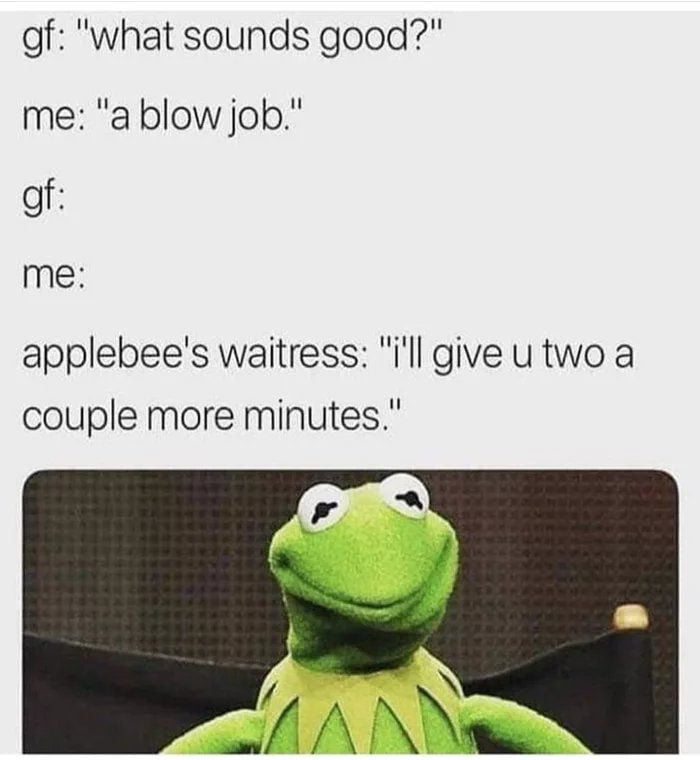 gf: "what sounds good?"
me: "a blow job."
gf:
me:
applebee's waitress: "i'll give u two a
couple more minutes."